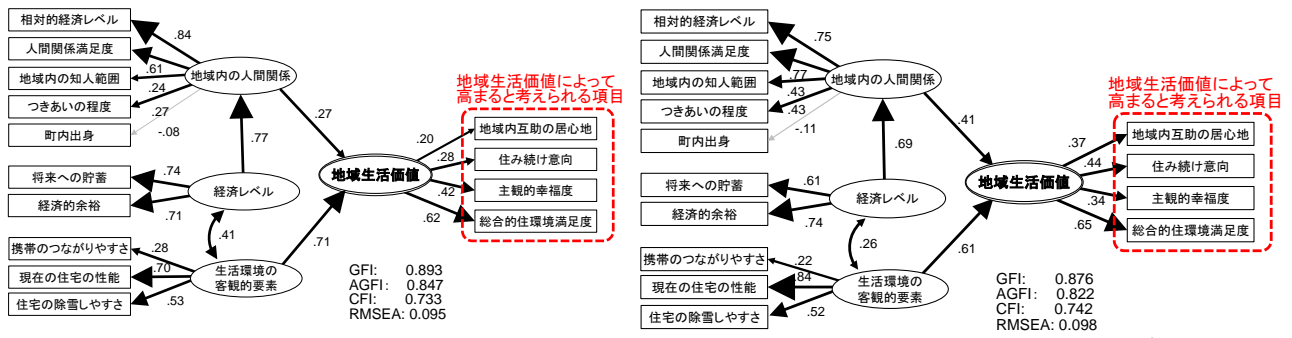 相対的経済レベル
人間関係満足度
地域内の知人範囲
つきあいの程度
町内出身
.84
.61
.24
.27
-.08
地域内の人間関係
.27
.77
将来への貯蓄
経済的余裕
.74
.71
経済レベル
.41
携帯のつながりやすさ
現在の住宅の性能
住宅の除雪しやすさ
.28
.70
.53
生活環境の
客観的要素
.71
地域生活価値
地域生活価値によって
高まると考えられる項目
.20
.28
.42
.62
地域内互助の居心地
住み続け意向
主観的幸福度
総合的住環境満足度
GFI: 0.893
AGFI: 0.847
CFI: 0.733
RMSEA: 0.095
相対的経済レベル
人間関係満足度
地域内の知人範囲
つきあいの程度
町内出身
.75
.77
.43
.43
-.11
地域内の人間関係
.41
.69
将来への貯蓄
経済的余裕
.61
.74
経済レベル
.26
携帯のつながりやすさ
現在の住宅の性能
住宅の除雪しやすさ
.22
.84
.52
生活環境の
客観的要素
.61
地域生活価値
地域生活価値によって
高まると考えられる項目
.37
.44
.34
.65
地域内互助の居心地
住み続け意向
主観的幸福度
総合的住環境満足度
GFI: 0.876
AGFI: 0.822
CFI: 0.742
RMSEA: 0.098